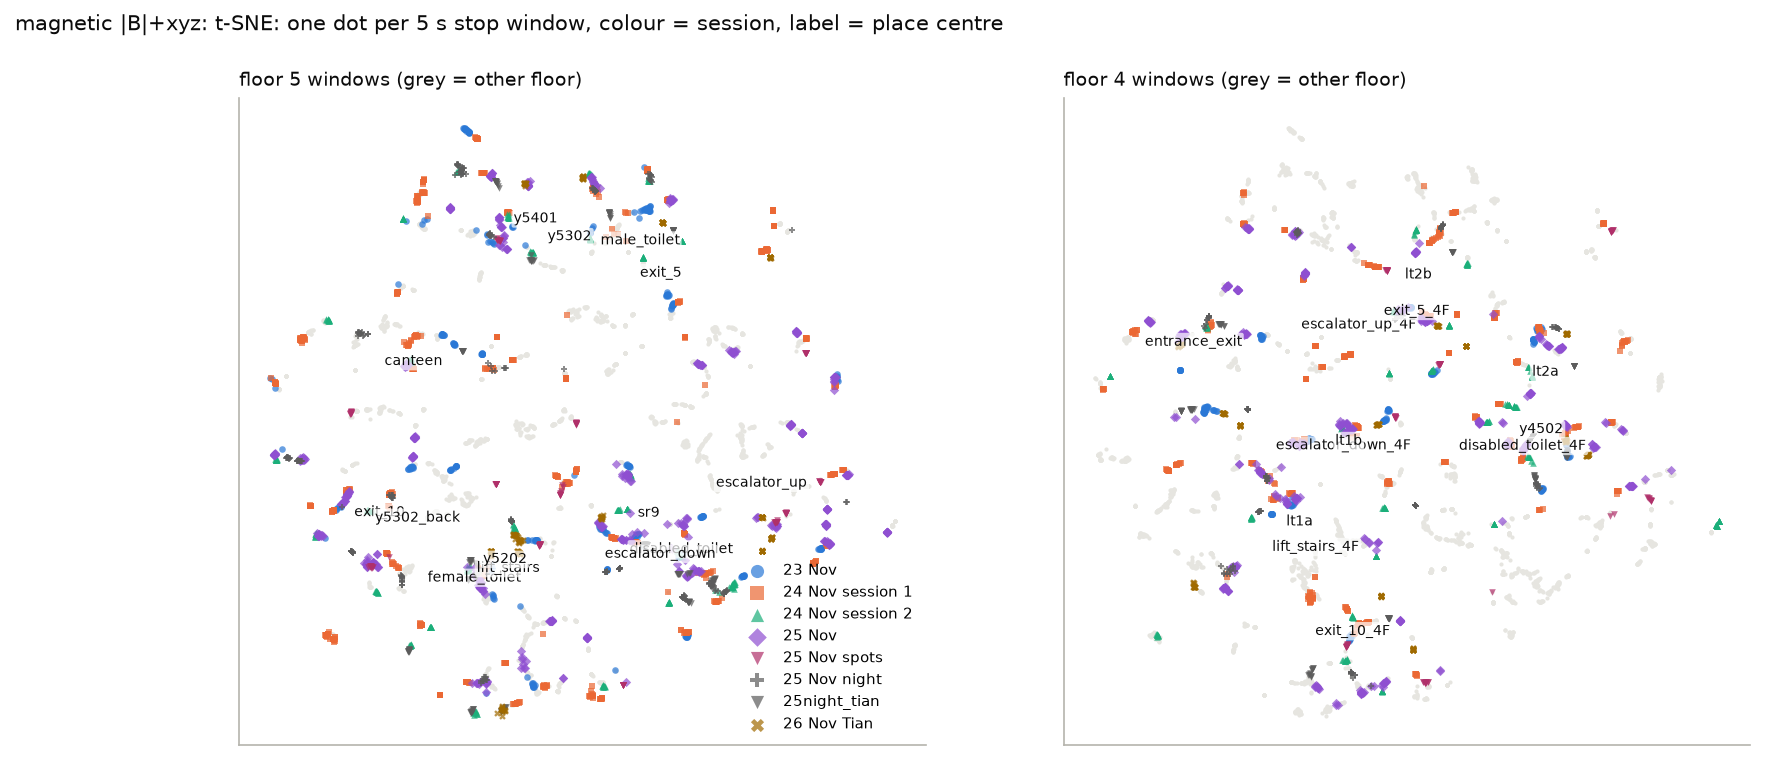 magnetic |B|+xyz: t-SNE: one dot per 5 s stop window, colour = session, label = place centre
floor 5 windows (grey = other floor)
y5401
y5302
male_toilet
exit_5
canteen
escalator_up
exit_10
y5302_back
sr9
disabled_toilet
escalator_down
y5202
lift_stairs
female_toilet
23 Nov
24 Nov session 1
24 Nov session 2
25 Nov
25 Nov spots
25 Nov night
25night_tian
26 Nov Tian
floor 4 windows (grey = other floor)
lt2b
exit_5_4F
escalator_up_4F
entrance_exit
lt2a
y4502
lt1b
escalator_down_4F
disabled_toilet_4F
lt1a
lift_stairs_4F
exit_10_4F